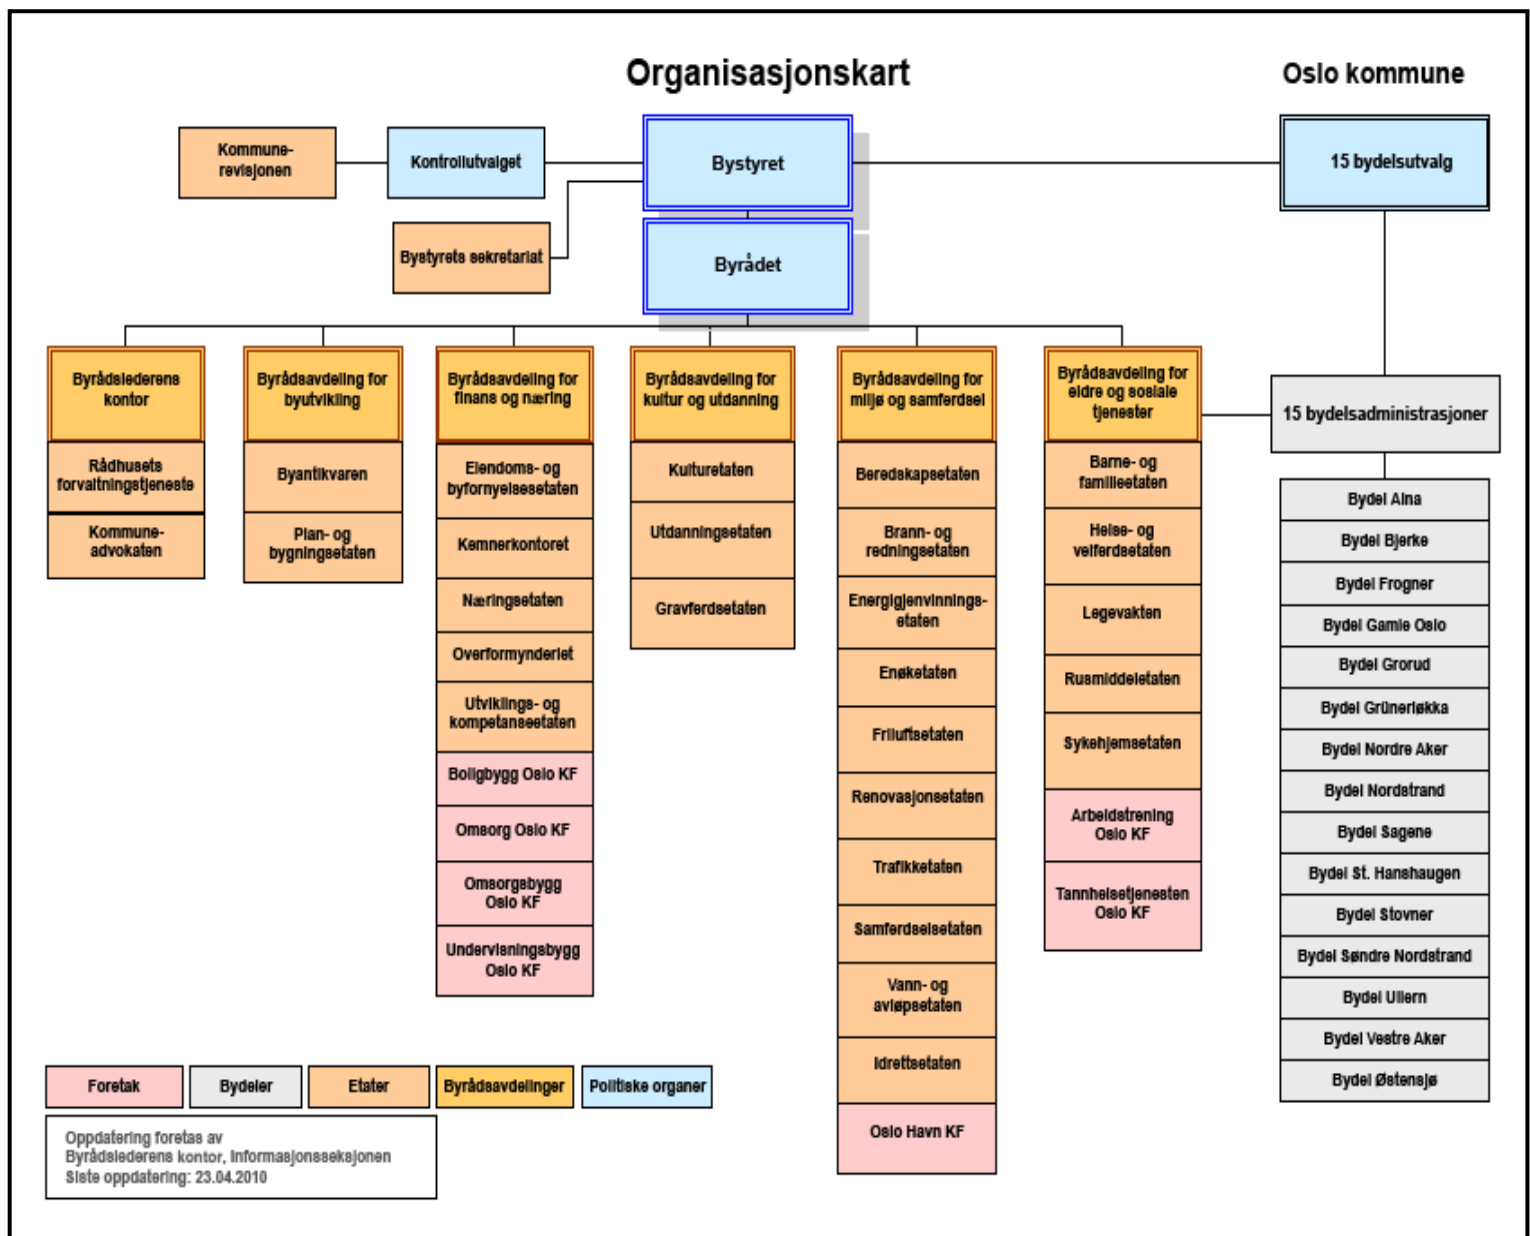 Organisasjonskart
Oslo kommune
Kommune-
revisjonen
Kontrollutvalget
Bystyret
15 bydelsutvalg
Bystyrets sekretariat
Byrådet
Byrådslederens
kontor
Rådhusets
forvaltningstjeneste
Kommune-
advokaten
Byrådsavdeling for
byutvikling
Byantikvaren
Plan- og
bygningsetaten
Byrådsavdeling for
finans og næring
Eiendoms- og
byfornyelsesetaten
Kemnerkontoret
Næringsetaten
Overformynderiet
Utviklings- og
kompetanseetaten
Boligbygg Oslo KF
Omsorg Oslo KF
Omsorgsbygg
Oslo KF
Undervisningsbygg
Oslo KF
Byrådsavdeling for
kultur og utdanning
Kulturetaten
Utdanningsetaten
Gravferdsetaten
Byrådsavdeling for
miljø og samferdsel
Beredskapsetaten
Brann- og
redningsetaten
Energigjenvinnings-
etaten
Enøketaten
Friluftsetaten
Renovasjonsetaten
Trafikketaten
Samferdselsetaten
Vann- og
avløpsetaten
Idrettsetaten
Oslo Havn KF
Byrådsavdeling for
eldre og sosiale
tjenester
Barne- og
familieetaten
Helse- og
velferdsetaten
Legevakten
Rusmiddeletaten
Sykehjemsetaten
Arbeidstrening
Oslo KF
Tannhelsetjenesten
Oslo KF
15 bydelsadministrasjoner
Bydel Alna
Bydel Bjerke
Bydel Frogner
Bydel Gamle Oslo
Bydel Grorud
Bydel Grünerløkka
Bydel Nordre Aker
Bydel Nordstrand
Bydel Sagene
Bydel St. Hanshaugen
Bydel Stovner
Bydel Søndre Nordstrand
Bydel Ullern
Bydel Vestre Aker
Bydel Østensjø
Foretak
Bydeler
Etater
Byrådsavdelinger
Politiske organer
Oppdatering foretas av
Byrådslederens kontor, Informasjonsseksjonen
Siste oppdatering: 23.04.2010